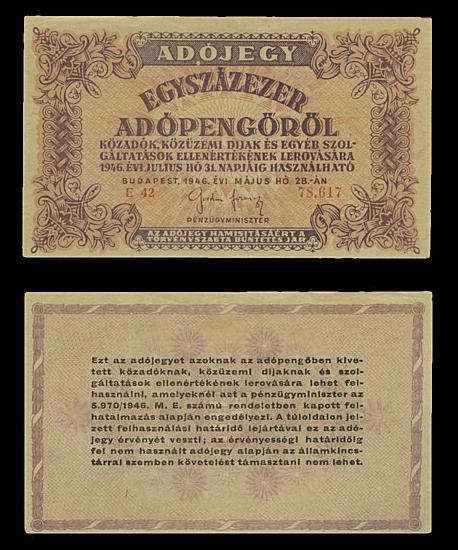 ADÓJEGY
EGYSZÁZEZER
ADÓPENGŐRŐL
KÖZADÓK, KÖZÜZEMI DIJAK ÉS EGYÉB SZOL-
GÁLTATÁSOK ELLENÉRTÉKÉNEK LEROVÁSÁRA
1946. ÉVI JULIUS HÓ 31. NAPJÁIG HASZNÁLHATÓ
BUDAPEST, 1946. ÉVI MÁJUS HÓ 28.-ÁN
E 42 78.617
PÉNZÜGYMINISZTER
AZ ADÓJEGY HAMISITÁSÁÉRT A
TÖRVÉNYSZABTA BÜNTETÉS JÁR
Ezt az adójegyet azoknak az adópengőben kive-
tett közadóknak, közüzemi dijaknak és szol-
gáltatások ellenértékének lerovására lehet fel-
használni, amelyeknél azt a pénzügyminiszter az
5.970/1946. M. E. számú rendeletben kapott fel-
hatalmazás alapján engedélyezi. A túloldalon jel-
zett felhasználási határidő lejártával ez az adó-
jegy érvényét veszti; az érvényességi határidőig
fel nem használt adójegy alapján az államkincs-
tárral szemben követelést támasztani nem lehet.